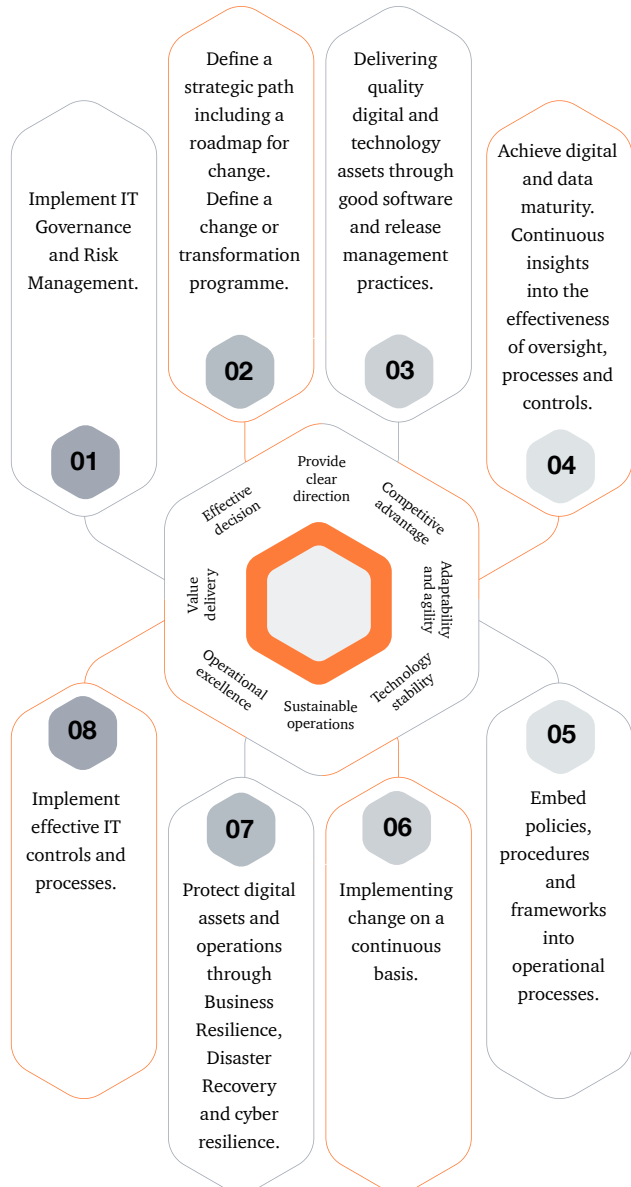 Implement IT
Governance
and Risk
Management.
01
Define a
strategic path
including a
roadmap for
change.
Define a
change or
transformation
programme.
02
Delivering
quality
digital and
technology
assets through
good software
and release
management
practices.
03
Achieve digital
and data
maturity.
Continuous
insights
into the
effectiveness
of oversight,
processes and
controls.
04
Effective
decision
Provide
clear
direction
Competitive
advantage
Adaptability
and agility
Technology
stability
Sustainable
operations
Operational
excellence
Value
delivery
08
Implement
effective IT
controls and
processes.
07
Protect digital
assets and
operations
through
Business
Resilience,
Disaster
Recovery
and cyber
resilience.
06
Implementing
change on a
continuous
basis.
05
Embed
policies,
procedures
and
frameworks
into
operational
processes.